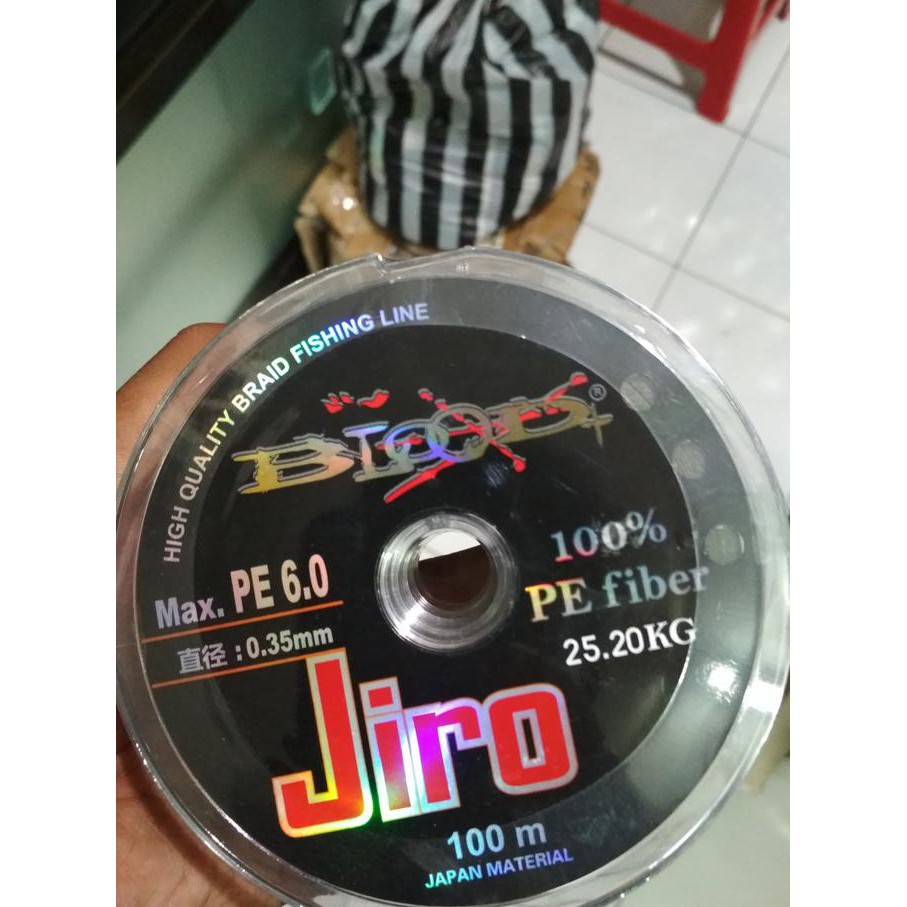 HIGH QUALITY BRAID FISHING LINE
BLOOD ®
Max. PE 6.0
直径：0.35mm
100%
PE fiber
25.20KG
Jiro
100 m
JAPAN MATERIAL